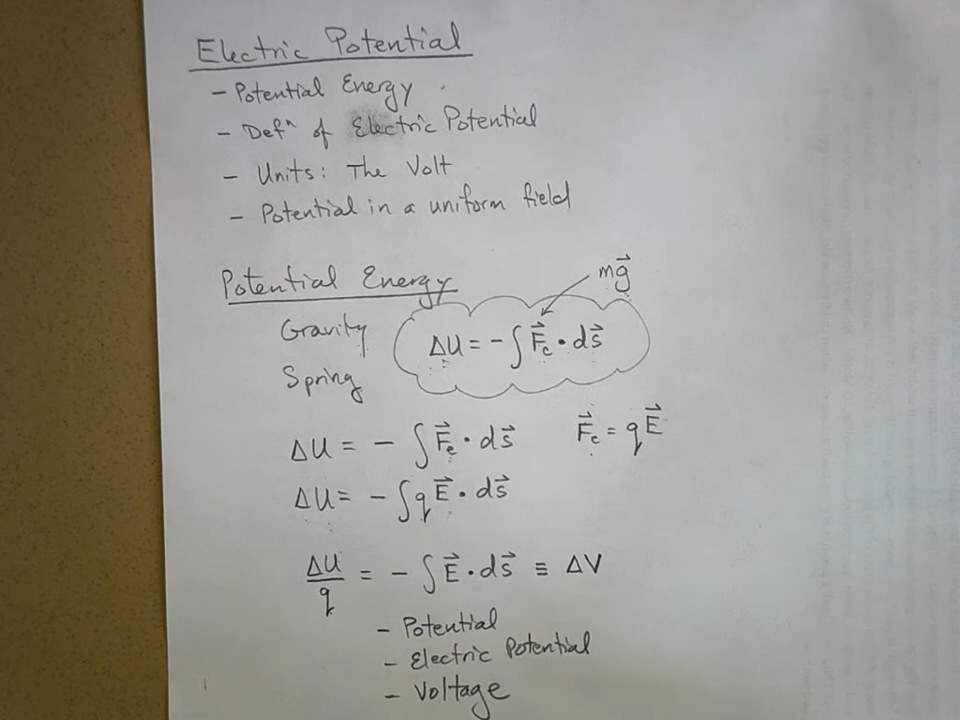 Electric Potential
- Potential Energy
- Defⁿ of Electric Potential
- Units: The Volt
- Potential in a uniform field
Potential Energy
mg⃗
Gravity
ΔU = - ∫ F⃗c • ds⃗
Spring
ΔU = - ∫ F⃗e • ds⃗ F⃗e = qE⃗
ΔU = - ∫ qE⃗ • ds⃗
ΔU/q = - ∫ E⃗ • ds⃗ ≡ ΔV
- Potential
- Electric Potential
- Voltage